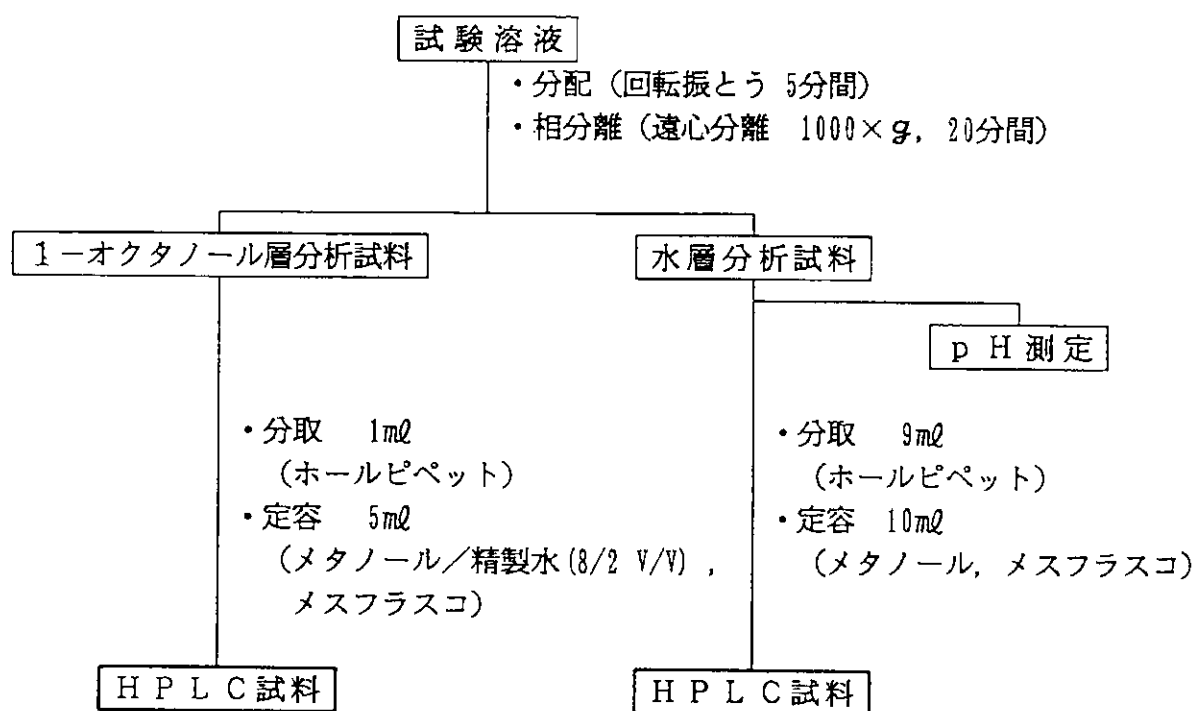 試験溶液
・分配（回転振とう 5分間）
・相分離（遠心分離 1000×g, 20分間）
1－オクタノール層分析試料
水層分析試料
pH測定
・分取 1mℓ
（ホールピペット）
・定容 5mℓ
（メタノール／精製水(8/2 V/V),
メスフラスコ）
・分取 9mℓ
（ホールピペット）
・定容 10mℓ
（メタノール, メスフラスコ）
HPLC試料
HPLC試料